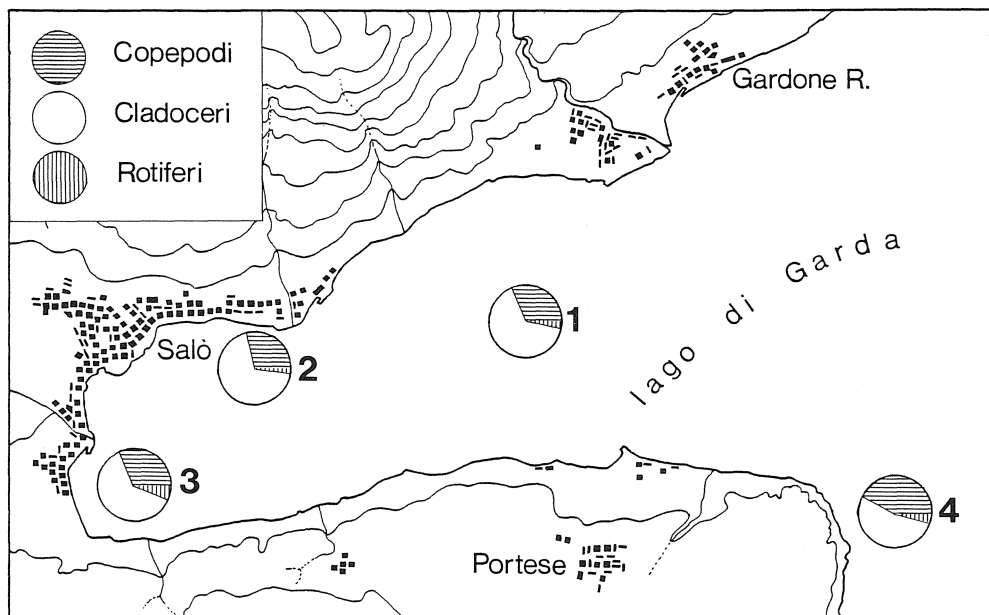 Copepodi
Cladoceri
Rotiferi
Gardone R.
lago di Garda
1
Salò
2
3
4
Portese